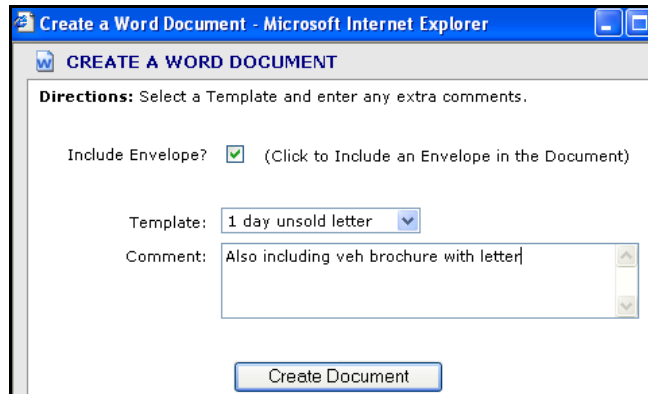 Create a Word Document - Microsoft Internet Explorer
CREATE A WORD DOCUMENT
Directions: Select a Template and enter any extra comments.
Include Envelope? (Click to Include an Envelope in the Document)
Template: 1 day unsold letter
Comment: Also including veh brochure with letter
Create Document